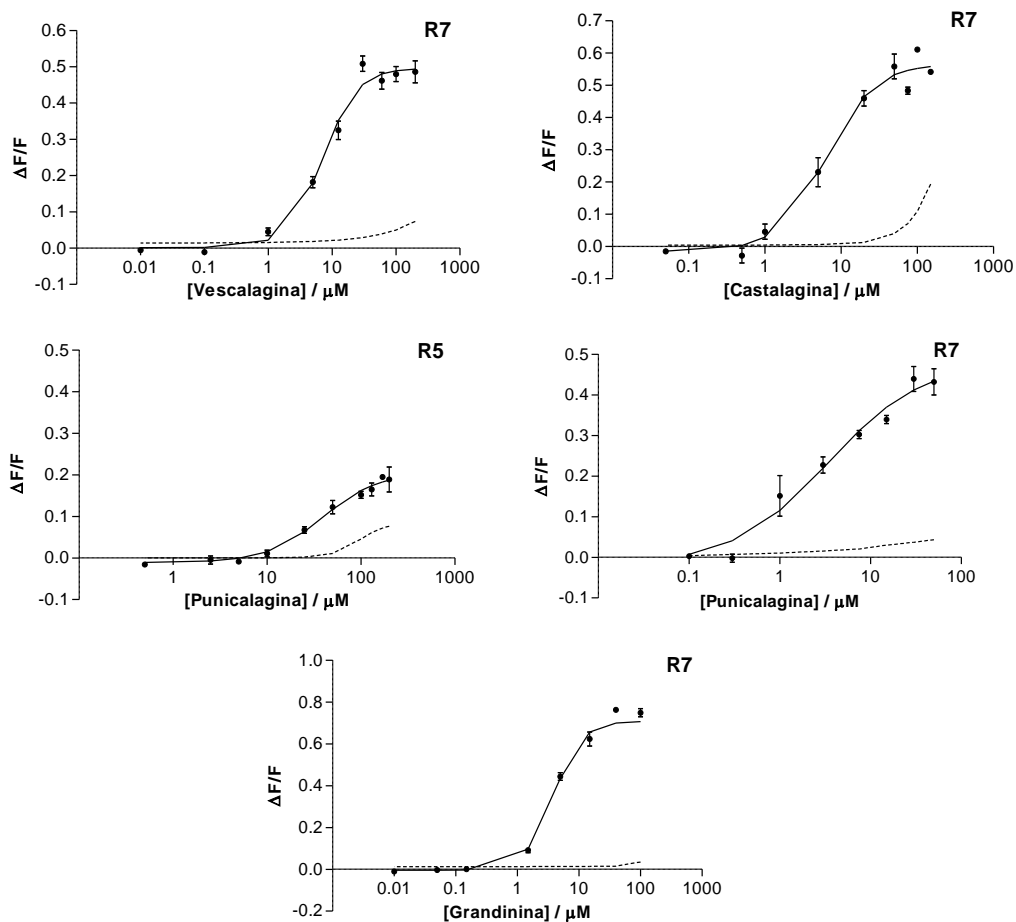 R7
ΔF/F
0.6
0.5
0.4
0.3
0.2
0.1
0.0
-0.1
0.01 0.1 1 10 100 1000
[Vescalagina] / μM
R7
ΔF/F
0.7
0.6
0.5
0.4
0.3
0.2
0.1
0.0
-0.1
0.1 1 10 100 1000
[Castalagina] / μM
R5
ΔF/F
0.5
0.4
0.3
0.2
0.1
0.0
-0.1
1 10 100 1000
[Punicalagina] / μM
R7
ΔF/F
0.5
0.4
0.3
0.2
0.1
0.0
-0.1
0.1 1 10 100
[Punicalagina] / μM
R7
ΔF/F
1.0
0.8
0.6
0.4
0.2
0.0
-0.2
0.01 0.1 1 10 100 1000
[Grandinina] / μM